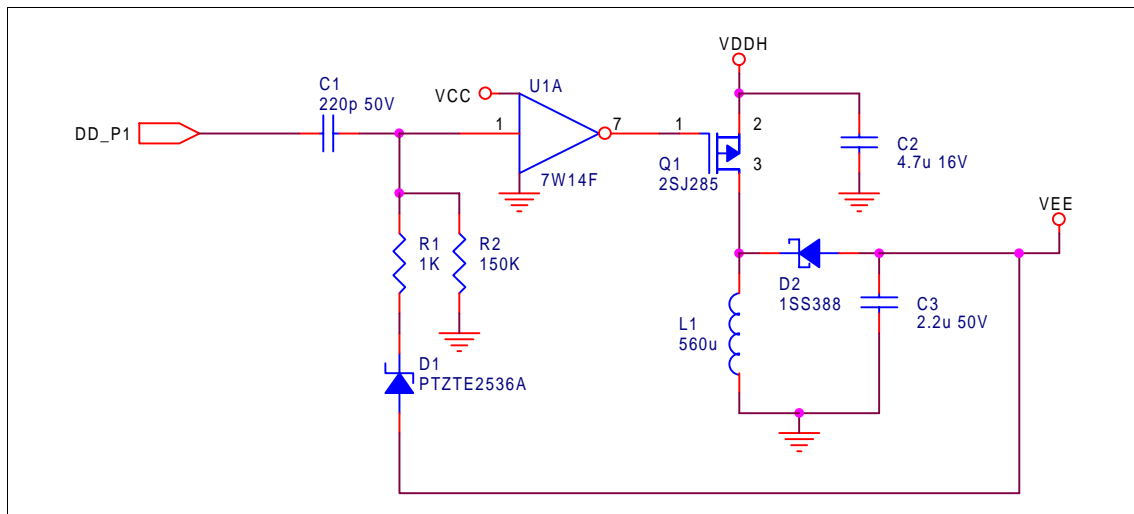 VDDH
C1
220p 50V
VCC
U1A
DD_P1
1
7
1
2
3
7W14F
Q1
2SJ285
C2
4.7u 16V
VEE
R1
1K
R2
150K
D2
1SS388
C3
2.2u 50V
L1
560u
D1
PTZTE2536A